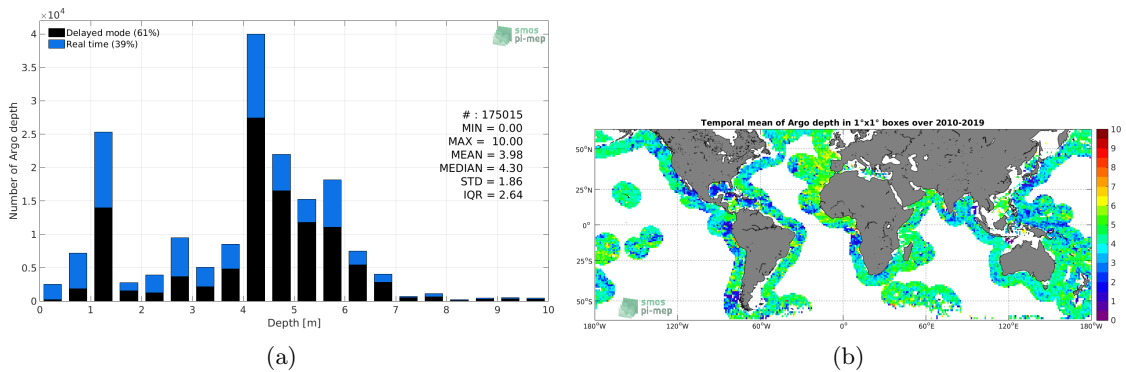 ×10⁴
Delayed mode (61%)
Real time (39%)
smos
pi-mep
4
3.5
3
2.5
2
1.5
1
0.5
0
Number of Argo depth
# : 175015
MIN = 0.00
MAX = 10.00
MEAN = 3.98
MEDIAN = 4.30
STD = 1.86
IQR = 2.64
0 1 2 3 4 5 6 7 8 9 10
Depth [m]
(a)
Temporal mean of Argo depth in 1°x1° boxes over 2010-2019
50°N
25°N
0°
25°S
50°S
smos
pi-mep
180°W 120°W 60°W 0° 60°E 120°E 180°W
10
9
8
7
6
5
4
3
2
1
0
(b)